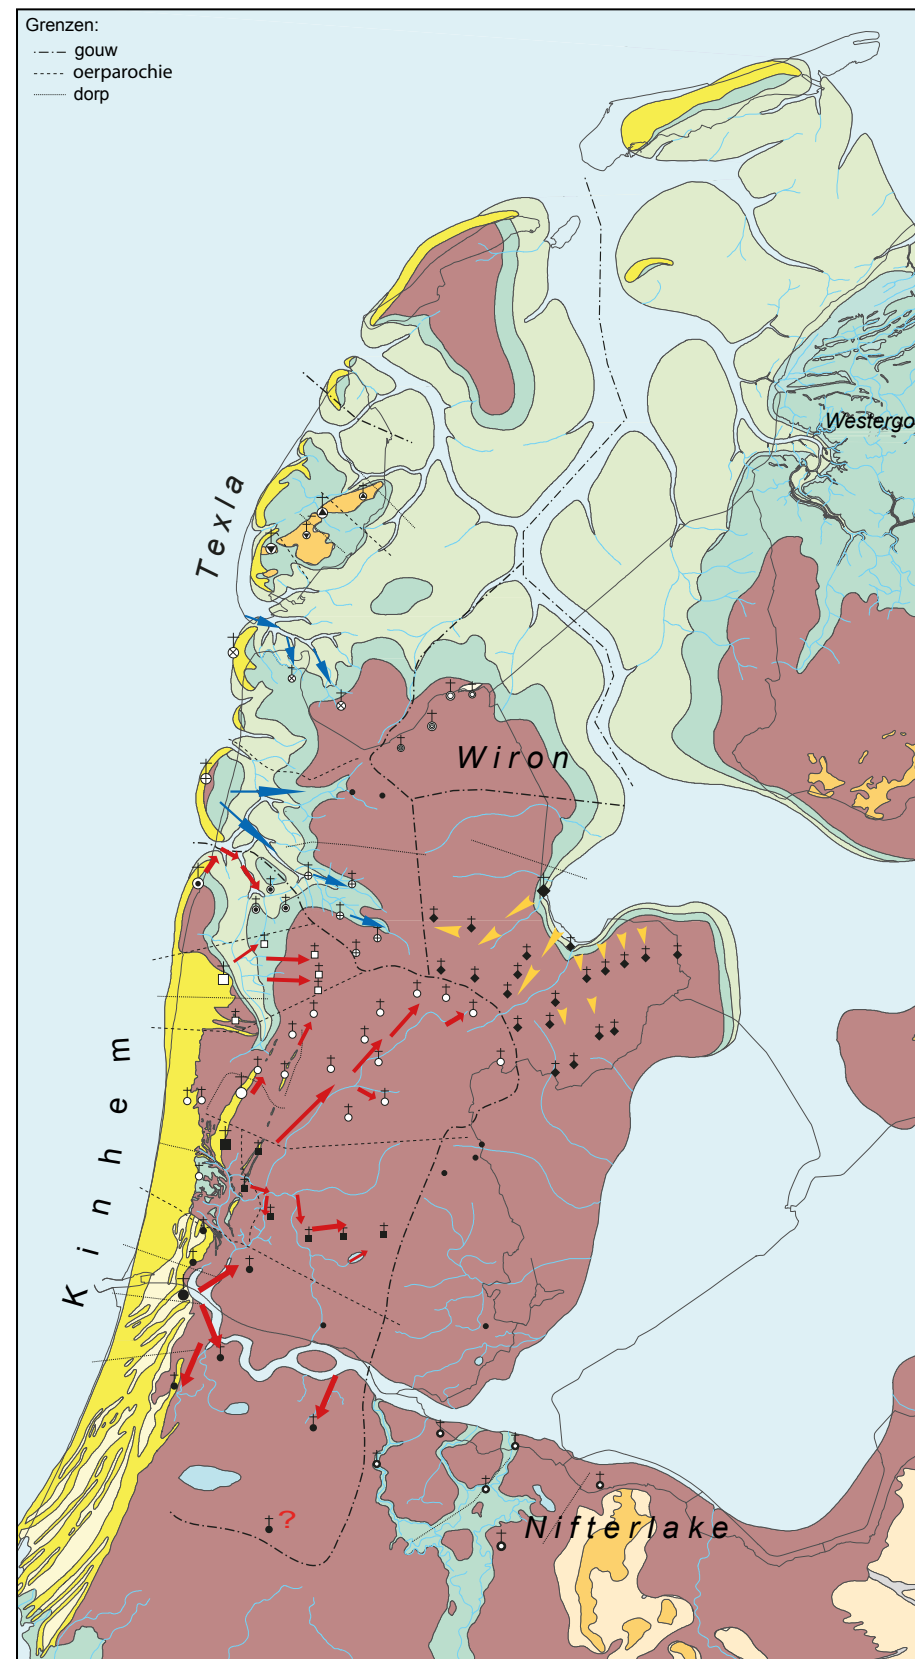 Grenzen:
gouw
oerparochie
dorp
Westergo
Texla
Wiron
Kinhem
?
Nifterlake